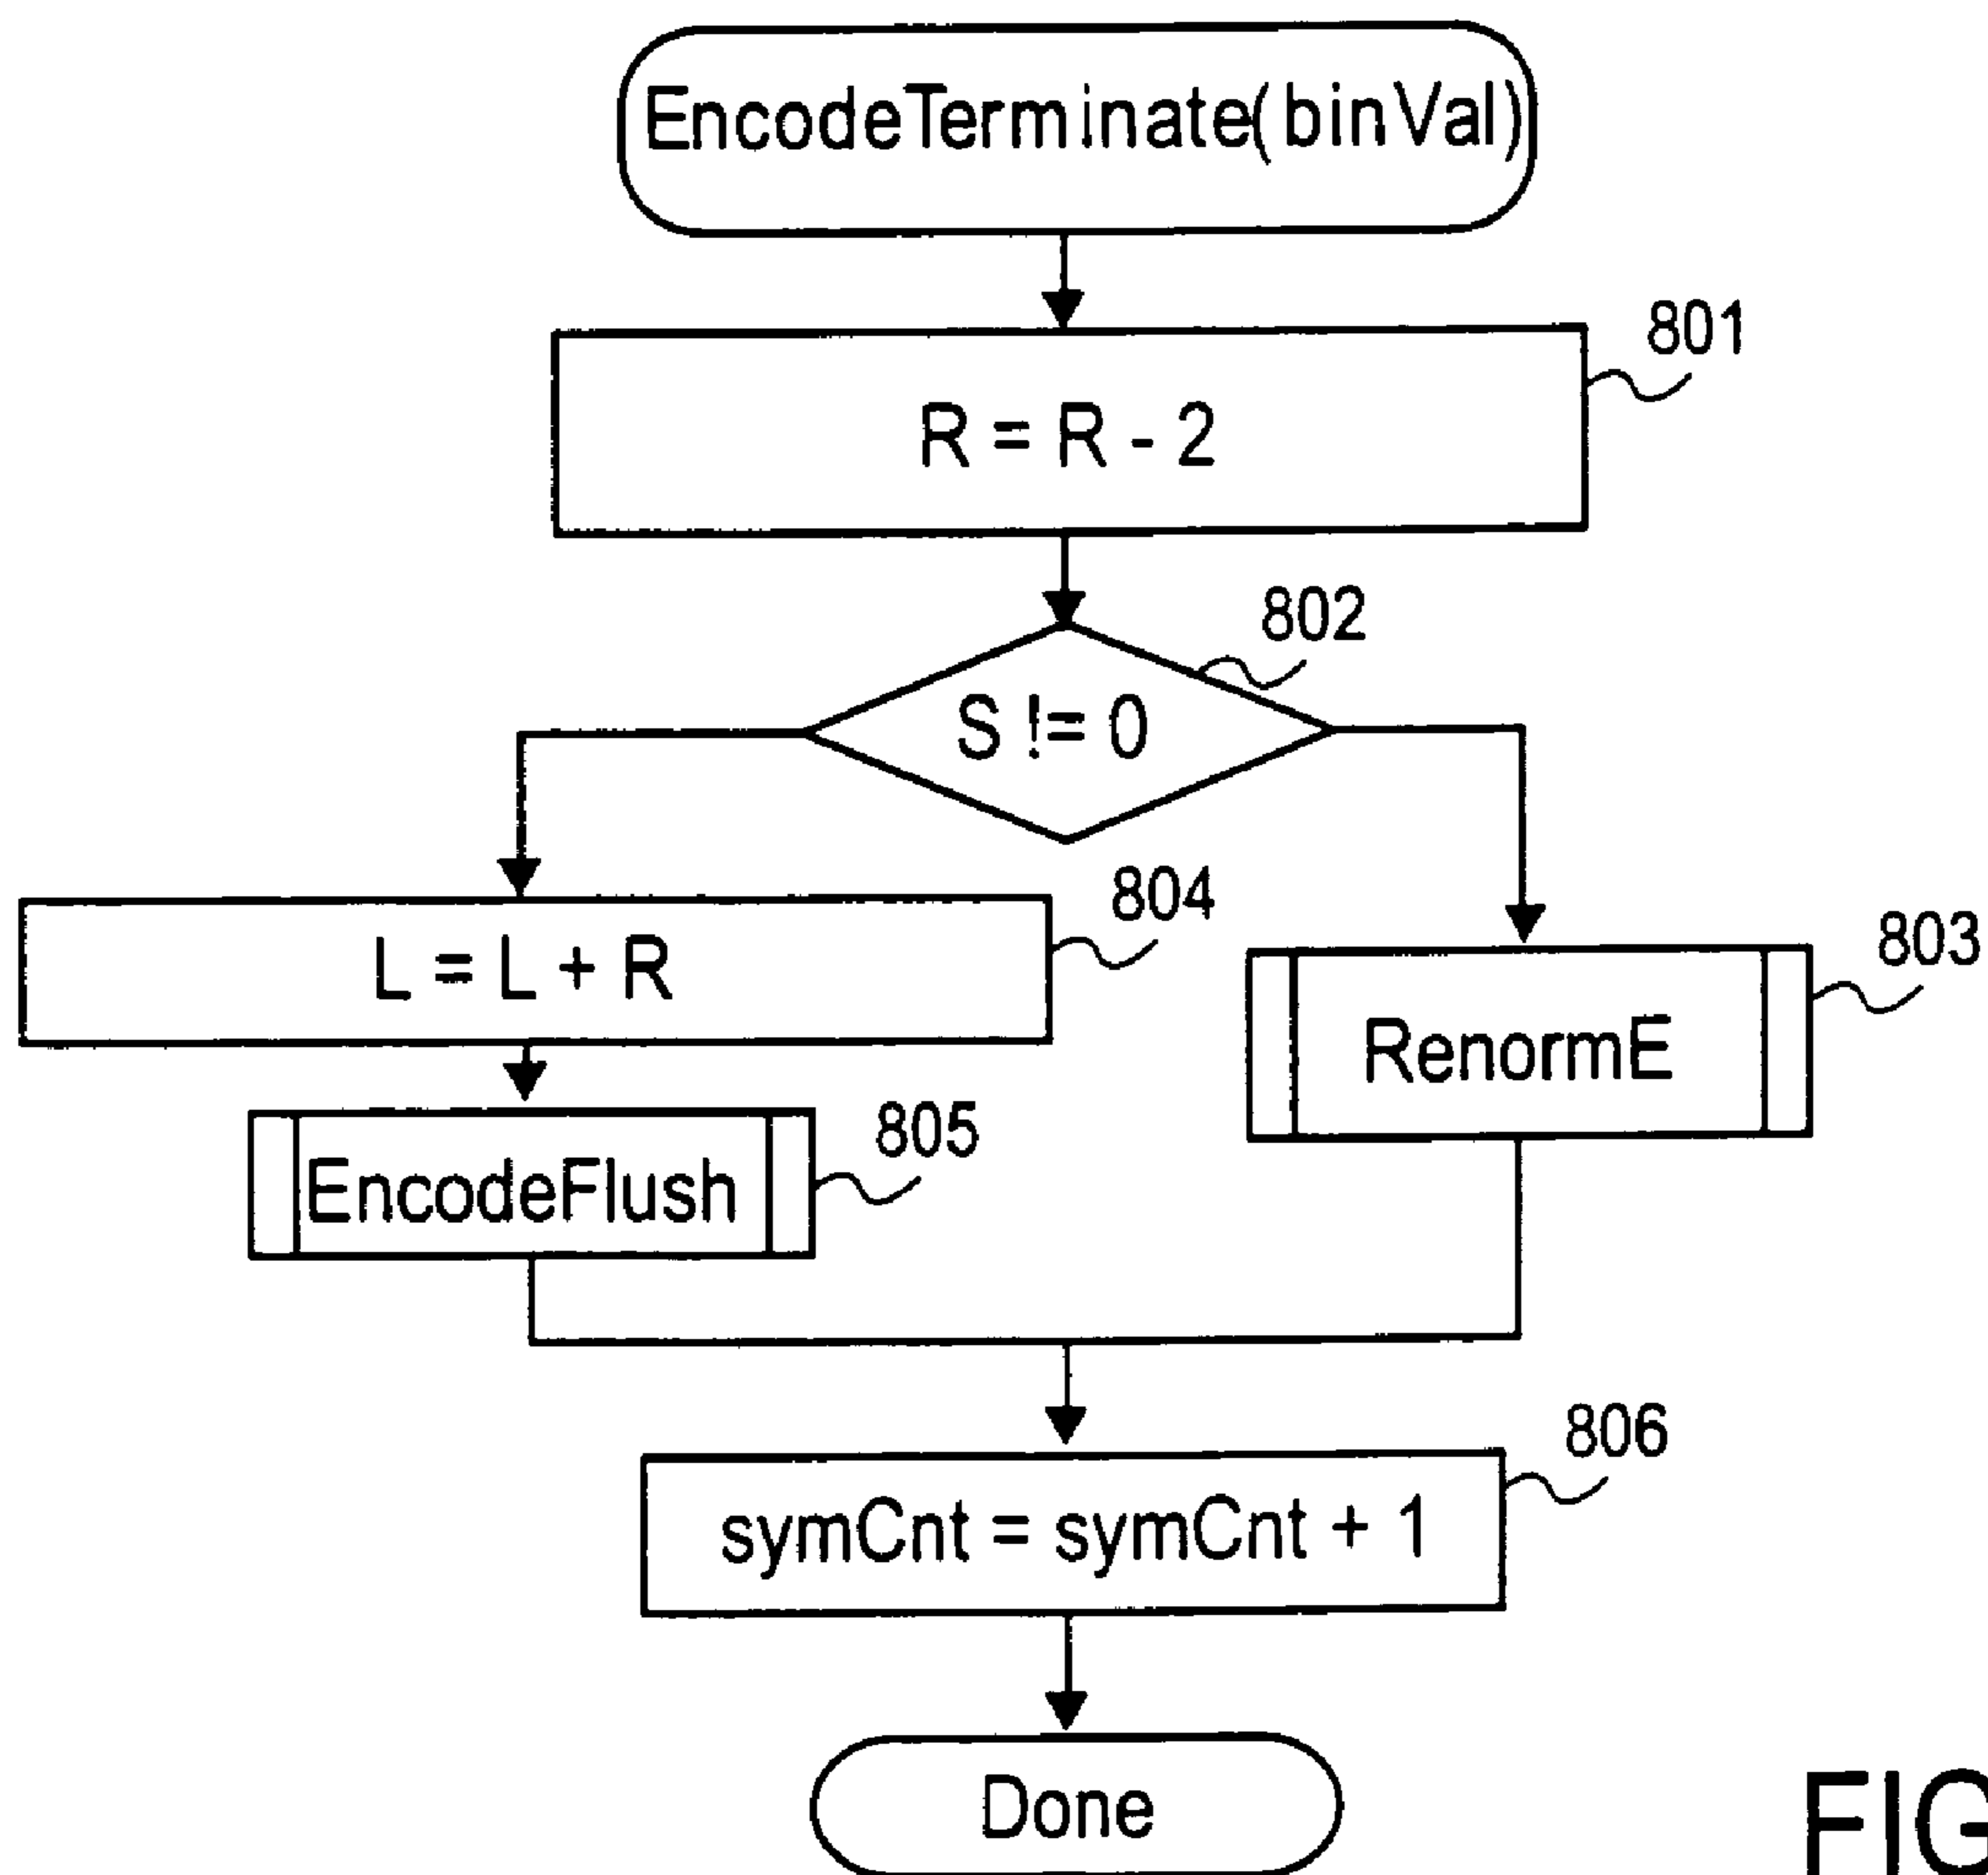 EncodeTerminate(binVal)
801
R = R - 2
802
S != 0
804
L = L + R
803
RenormE
805
EncodeFlush
806
symCnt = symCnt + 1
Done
FIG